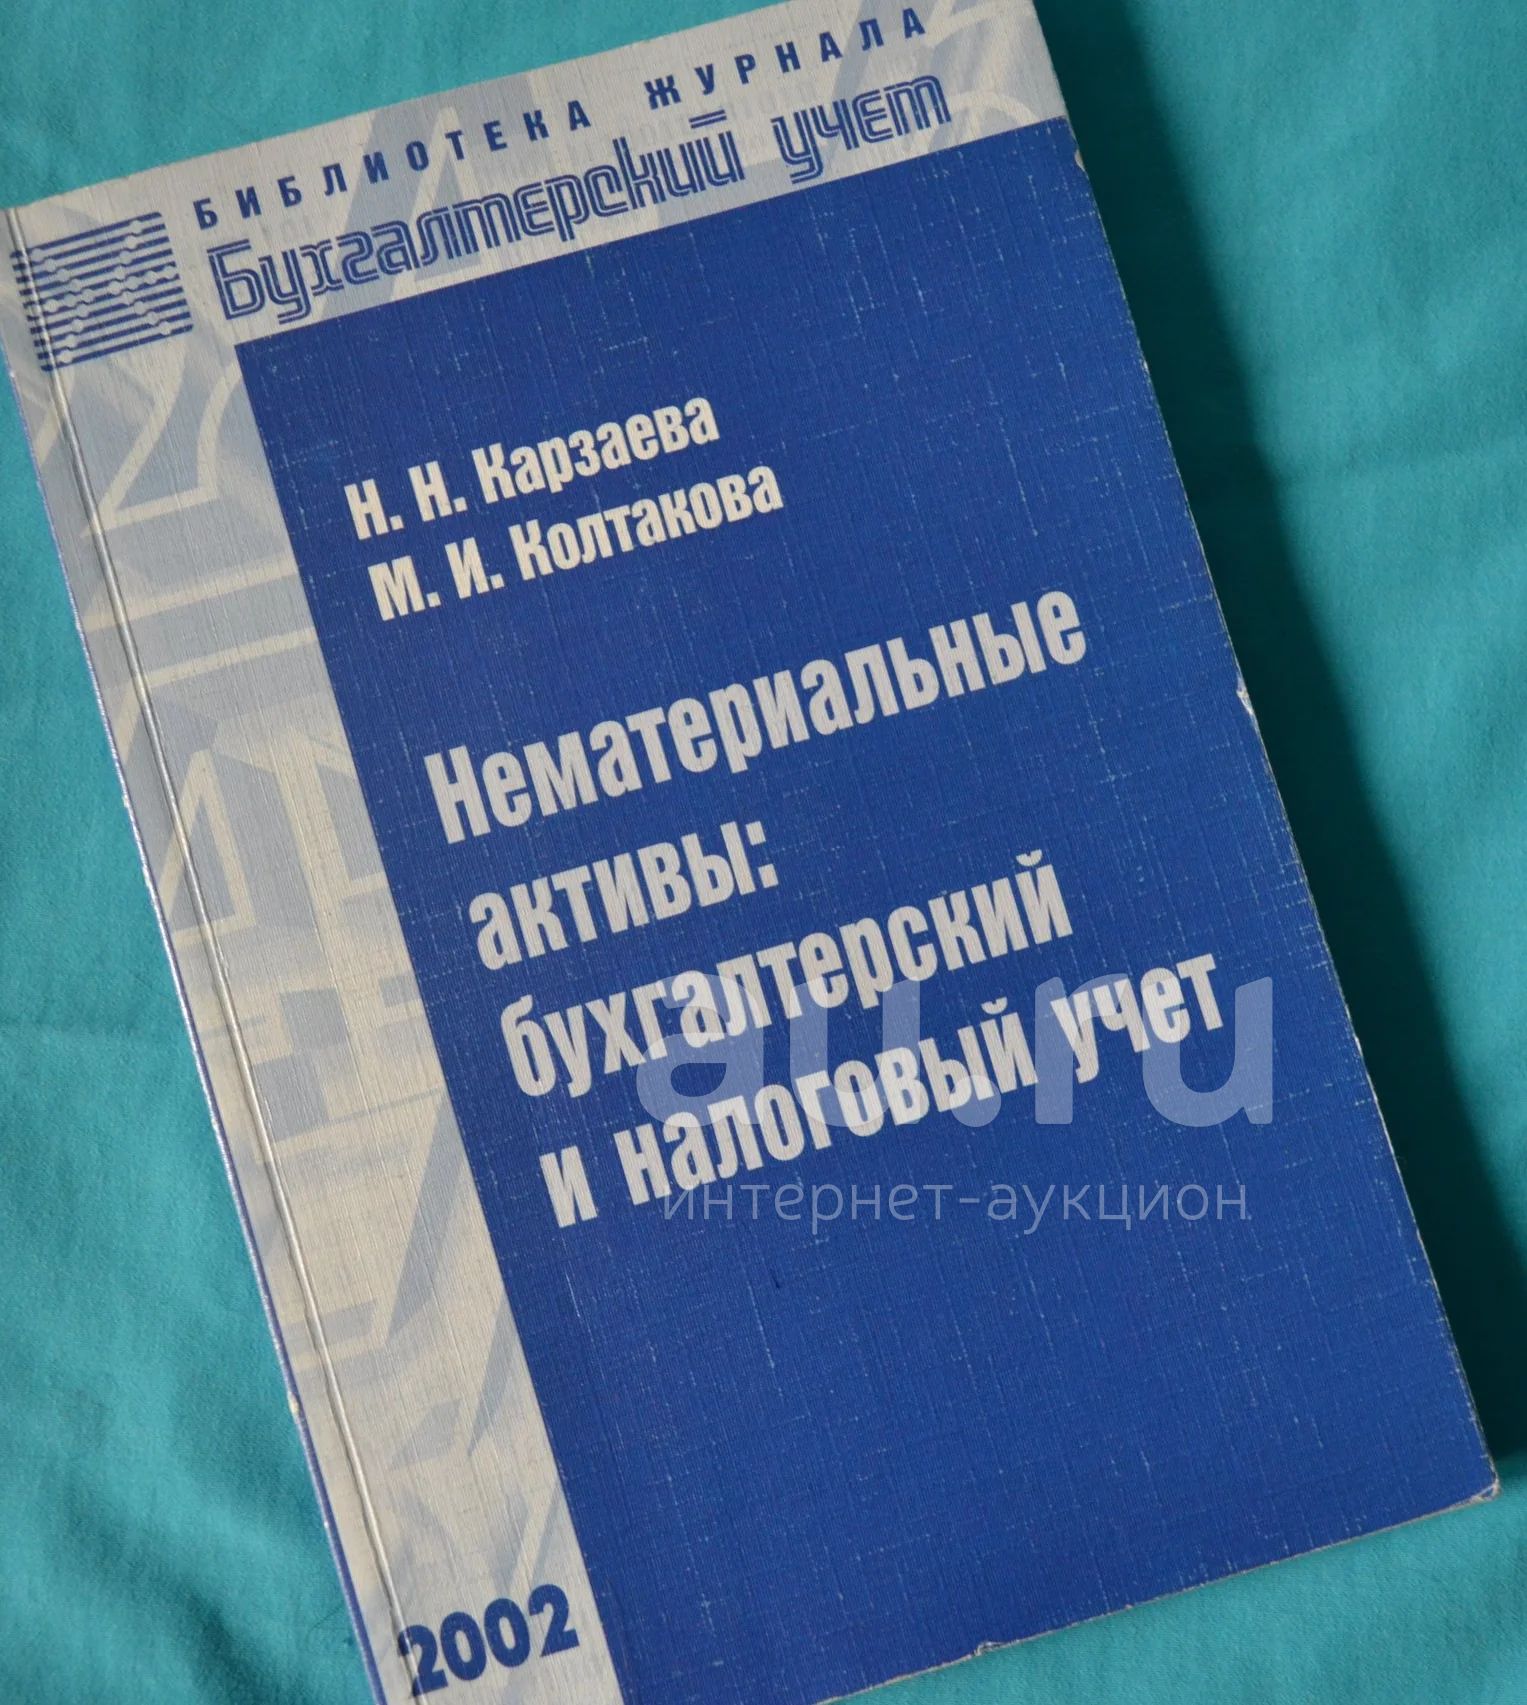 БИБЛИОТЕКА ЖУРНАЛА
Бухгалтерский учет
Н. Н. Карзаева
М. И. Колтакова
Нематериальные
активы:
бухгалтерский
и налоговый учет
au.ru
интернет-аукцион
2002